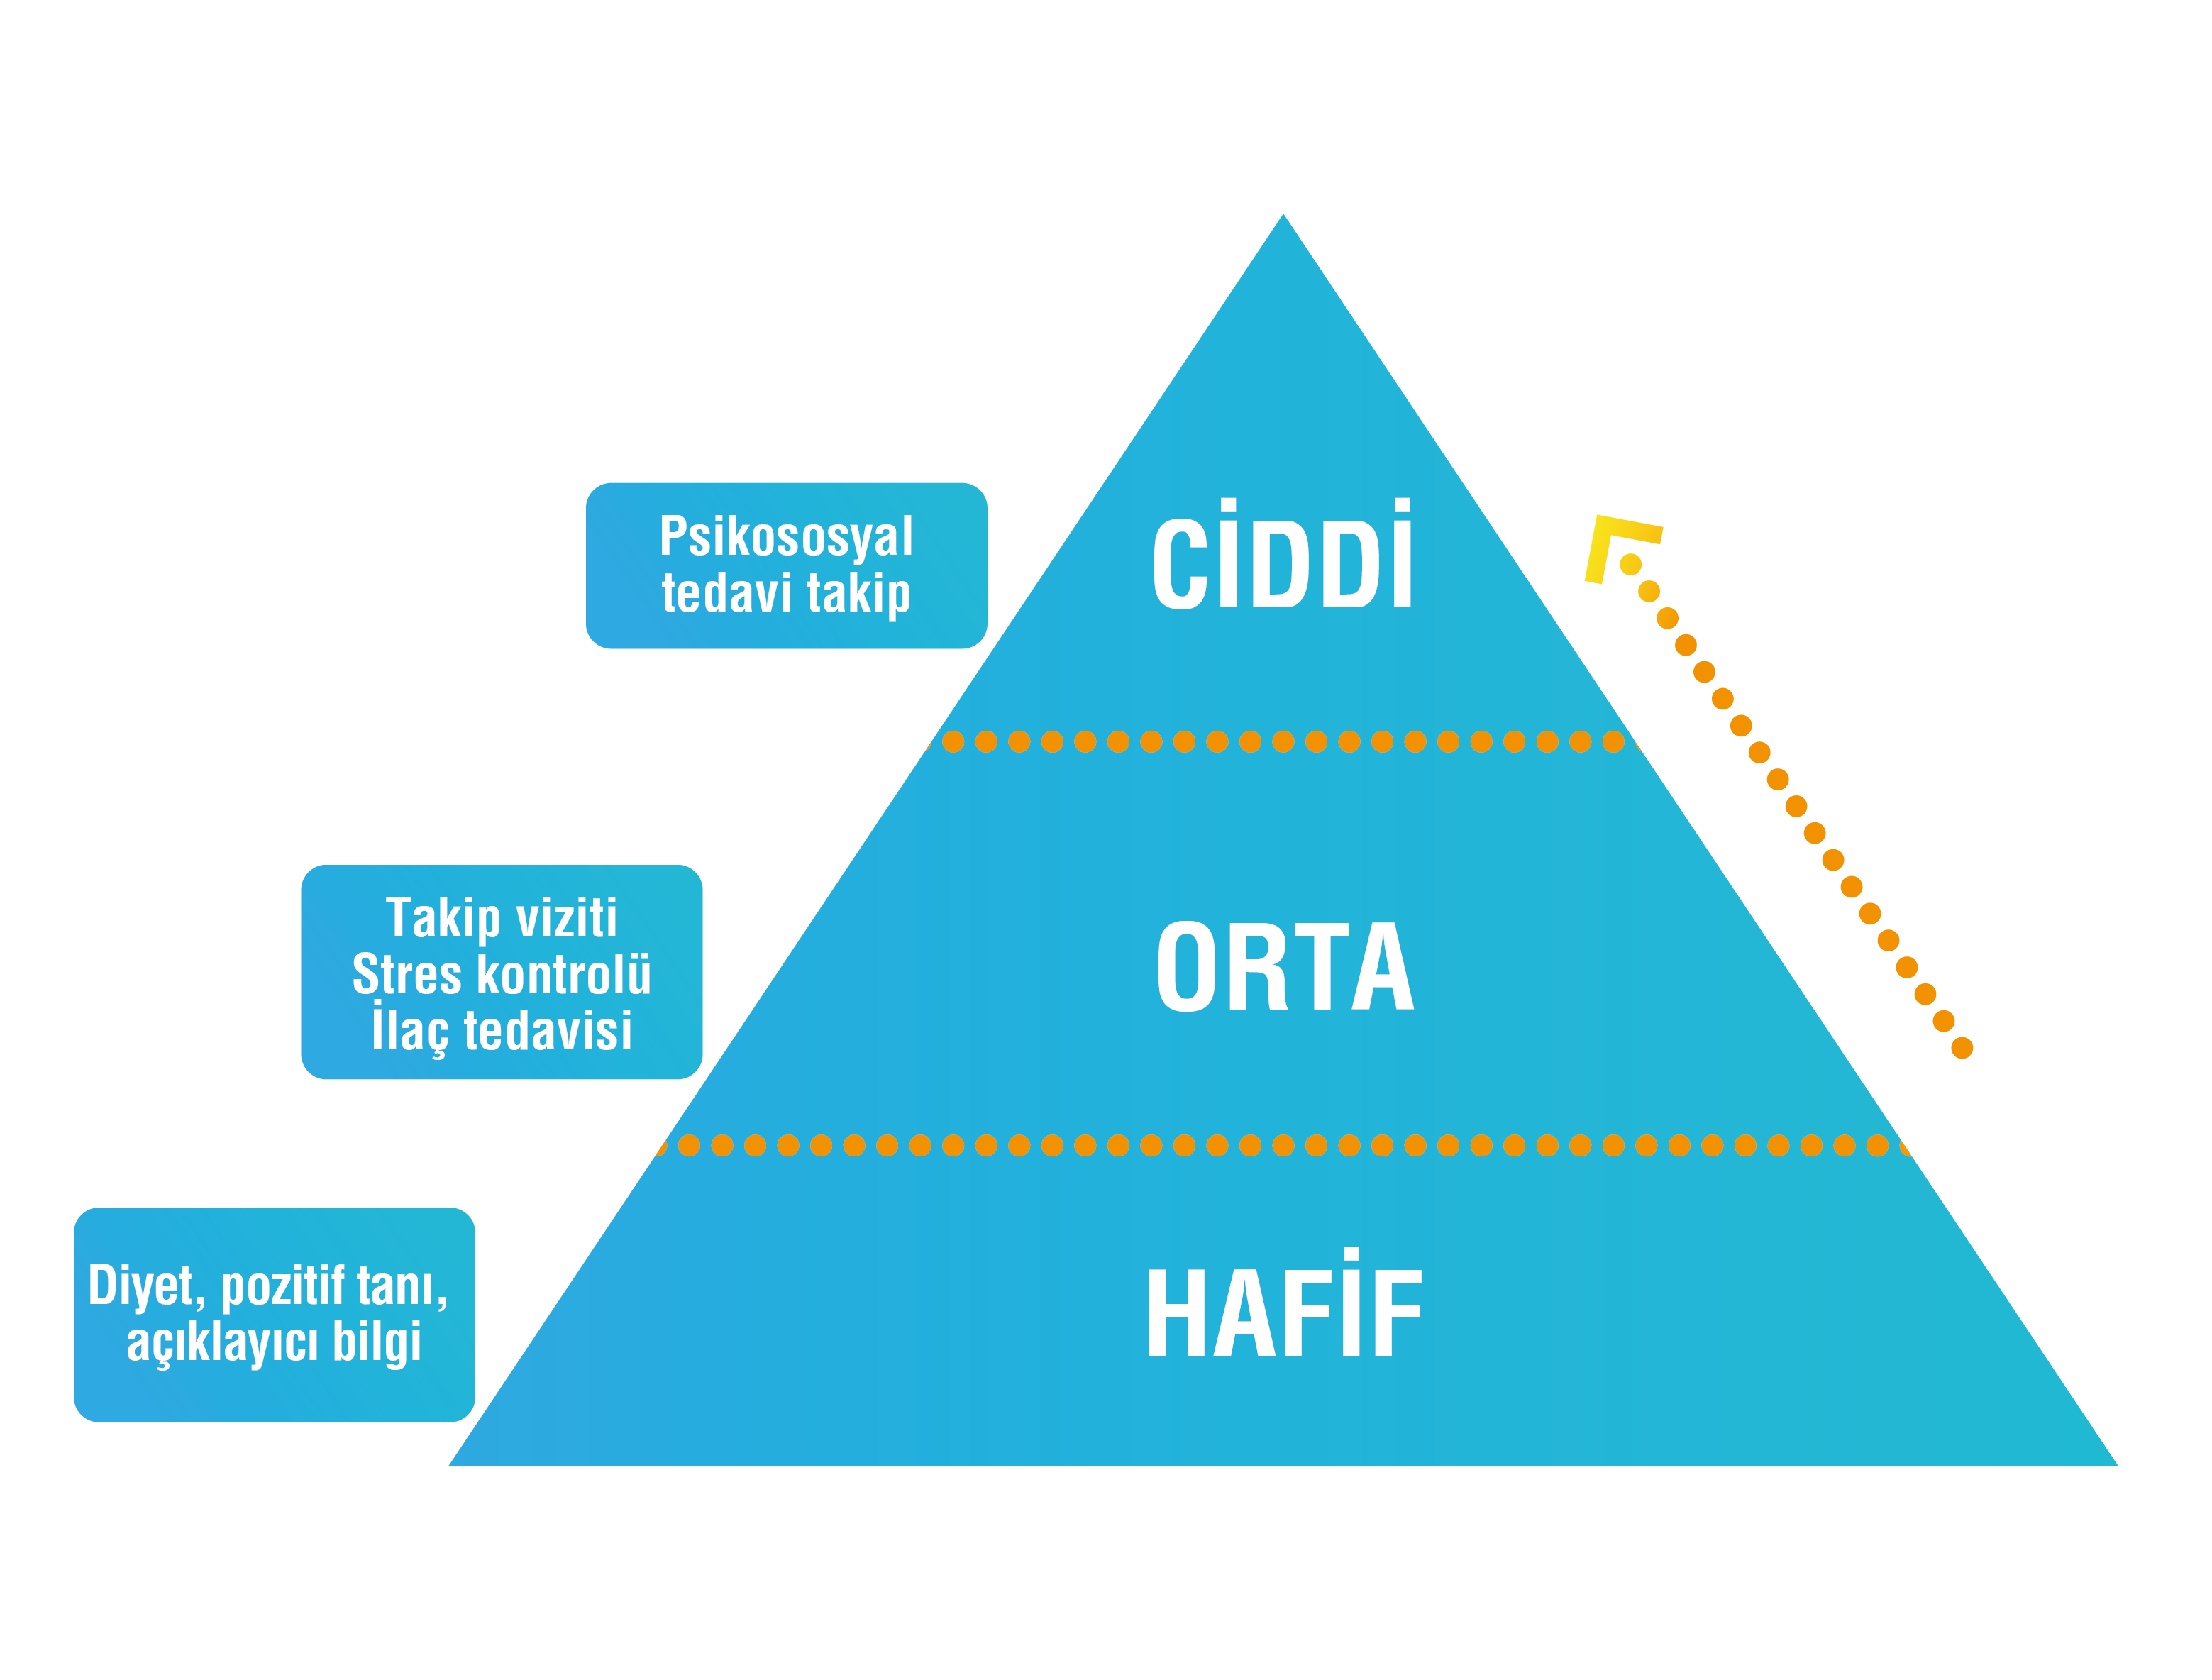 Psikososyal
tedavi takip
CİDDİ
Takip viziti
Stres kontrolü
İlaç tedavisi
ORTA
Diyet, pozitif tanı,
açıklayıcı bilgi
HAFİF